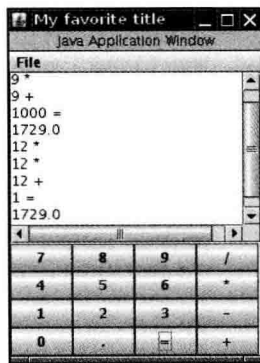 My favorite title
Java Application Window
File
9 *
9 +
1000 =
1729.0
12 *
12 *
12 +
1 =
1729.0
7 8 9 /
4 5 6 *
1 2 3 -
0 . = +